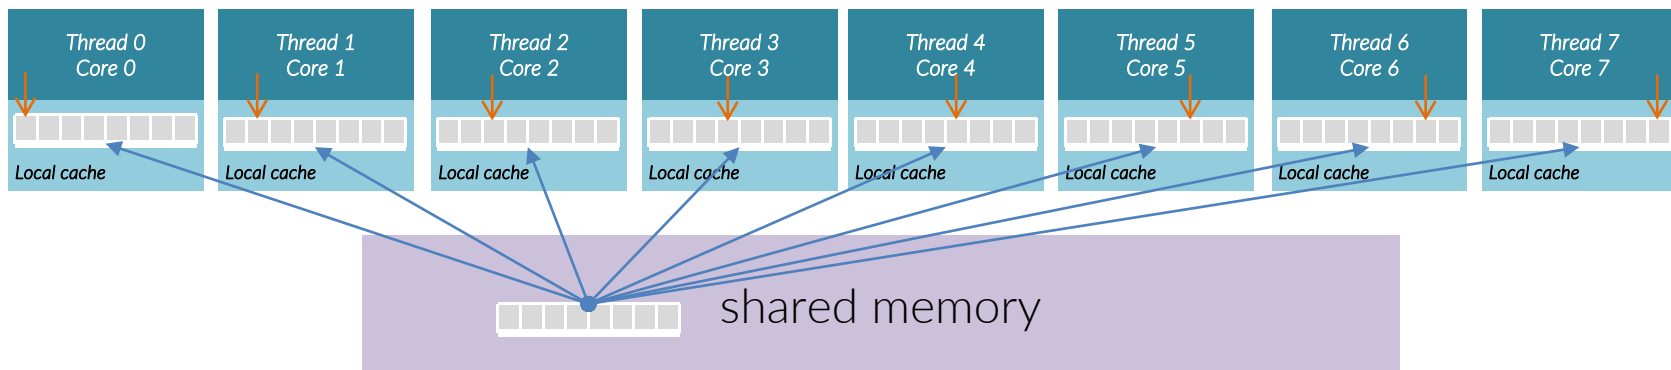 Thread 0
Core 0
Local cache
Thread 1
Core 1
Local cache
Thread 2
Core 2
Local cache
Thread 3
Core 3
Local cache
Thread 4
Core 4
Local cache
Thread 5
Core 5
Local cache
Thread 6
Core 6
Local cache
Thread 7
Core 7
Local cache
shared memory